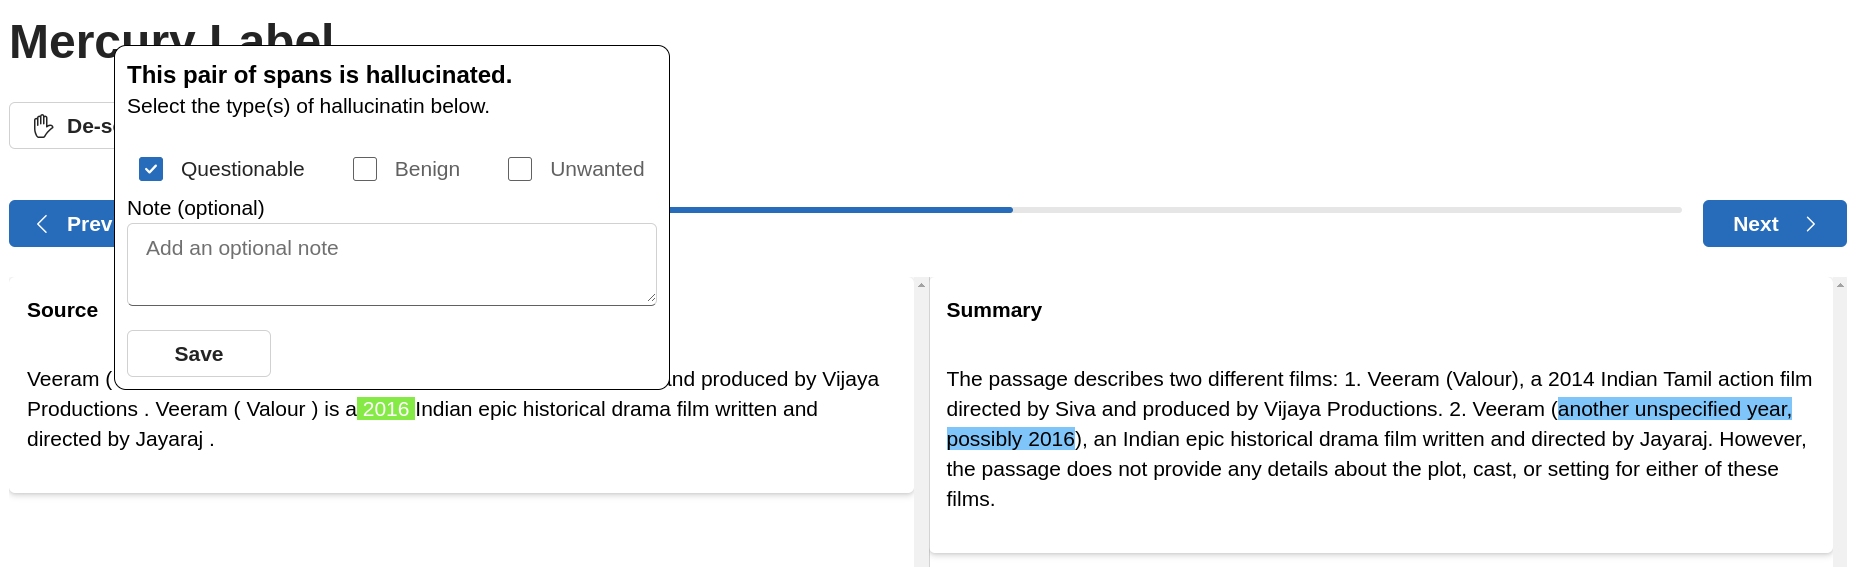 Mercury Label
This pair of spans is hallucinated.
Select the type(s) of hallucinatin below.
De-s
Questionable
Benign
Unwanted
Note (optional)
Prev
Next
Add an optional note
Source
Summary
Save
Veeram (
and produced by Vijaya
Productions . Veeram ( Valour ) is a 2016 Indian epic historical drama film written and
directed by Jayaraj .
The passage describes two different films: 1. Veeram (Valour), a 2014 Indian Tamil action film
directed by Siva and produced by Vijaya Productions. 2. Veeram (another unspecified year,
possibly 2016), an Indian epic historical drama film written and directed by Jayaraj. However,
the passage does not provide any details about the plot, cast, or setting for either of these
films.